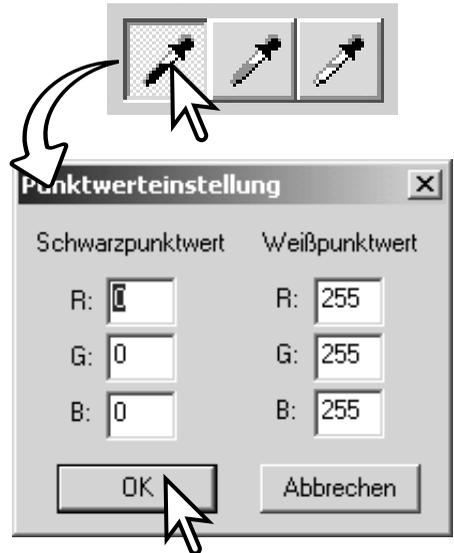 Punktwerteinstellung
Schwarzpunktwert Weißpunktwert
R: 0 R: 255
G: 0 G: 255
B: 0 B: 255
OK Abbrechen